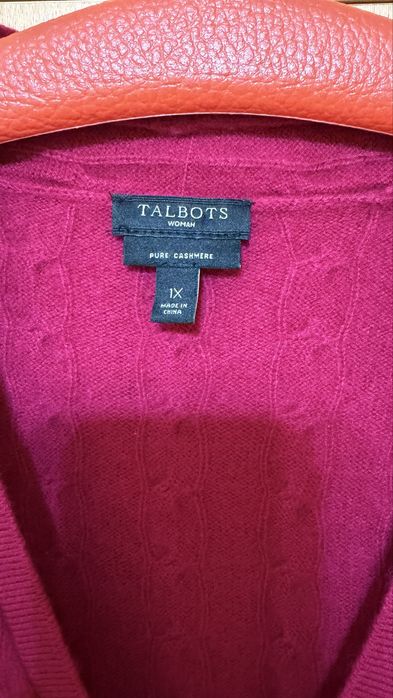 TALBOTS
WOMAN
PURE CASHMERE
1X
MADE IN
CHINA